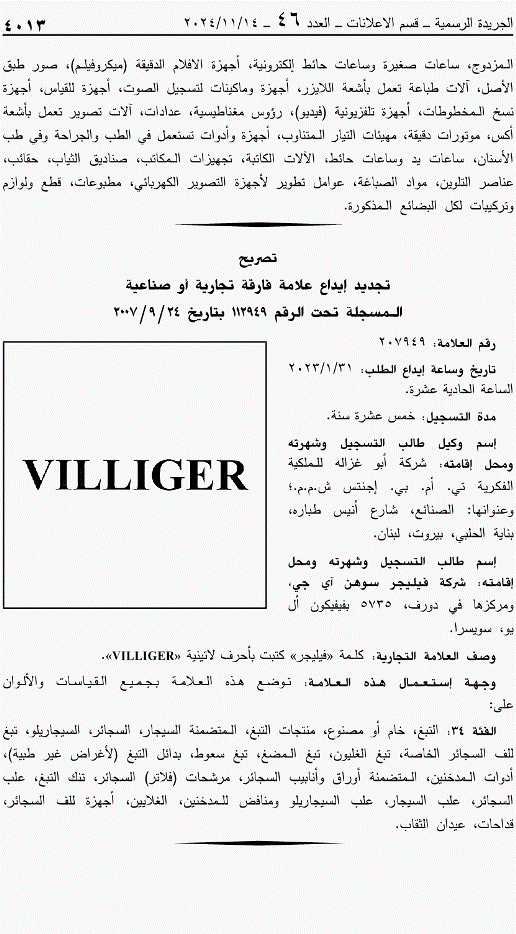 الجريدة الرسمية ــ قسم الاعلانات ــ العدد ٤٦ ــ ٢٠٢٤/١١/١٤
٤٠١٣
المزدوج، ساعات صغيرة وساعات حائط إلكترونية، أجهزة الافلام الدقيقة (ميكروفيلم)، صور طبق
الأصل، آلات طباعة تعمل بأشعة اللايزر، أجهزة وماكينات لتسجيل الصوت، أجهزة للقياس، أجهزة
نسخ المخطوطات، أجهزة تلفزيونية (فيديو)، رؤوس مغناطيسية، عدادات، آلات تصوير تعمل بأشعة
أكس، موتورات دقيقة، مهيئات التيار المتناوب، أجهزة وأدوات تستعمل في الطب والجراحة وفي طب
الأسنان، ساعات يد وساعات حائط، الآلات الكاتبة، تجهيزات المكاتب، صناديق الثياب، حقائب،
عناصر التلوين، مواد الصباغة، عوامل تطوير لأجهزة التصوير الكهربائي، مطبوعات، قطع ولوازم
وتركيبات لكل البضائع المذكورة.
تصريح
تجديد إيداع علامة فارقة تجارية أو صناعية
المسجلة تحت الرقم ١١٢٩٤٩ بتاريخ ٢٠٠٧/٩/٢٤
رقم العلامة: ٢٠٧٩٤٩
تاريخ وساعة إيداع الطلب: ٢٠٢٣/١/٣١
الساعة الحادية عشرة.
مدة التسجيل: خمس عشرة سنة.
إسم وكيل طالب التسجيل وشهرته
ومحل إقامته: شركة أبو غزاله للملكية
الفكرية تي. أم. بي. إجنتس ش.م.م.؛
وعنوانها: الصنائع، شارع أنيس طباره،
بناية الحلبي، بيروت، لبنان.
إسم طالب التسجيل وشهرته ومحل
إقامته: شركة فيليجر سوهن آي جي،
ومركزها في دورف، ٥٧٣٥ بفيفيكون أل
يو، سويسرا.
VILLIGER
وصف العلامة التجارية: كلمة «فيليجر» كتبت بأحرف لاتينية «VILLIGER».
وجهة إستعمال هذه العلامة: توضع هذه العلامة بجميع القياسات والألوان
على:
الفئة ٣٤: التبغ، خام أو مصنوع، منتجات التبغ، المتضمنة السيجار، السجائر، السيجاريلو، تبغ
للف السجائر الخاصة، تبغ الغليون، تبغ المضغ، تبغ سعوط، بدائل التبغ (لأغراض غير طبية)،
أدوات المدخنين، المتضمنة أوراق وأنابيب السجائر، مرشحات (فلاتر) السجائر، تنك التبغ، علب
السجائر، علب السيجار، علب السيجاريلو ومنافض للمدخنين، الغلايين، أجهزة للف السجائر،
قداحات، عيدان الثقاب.